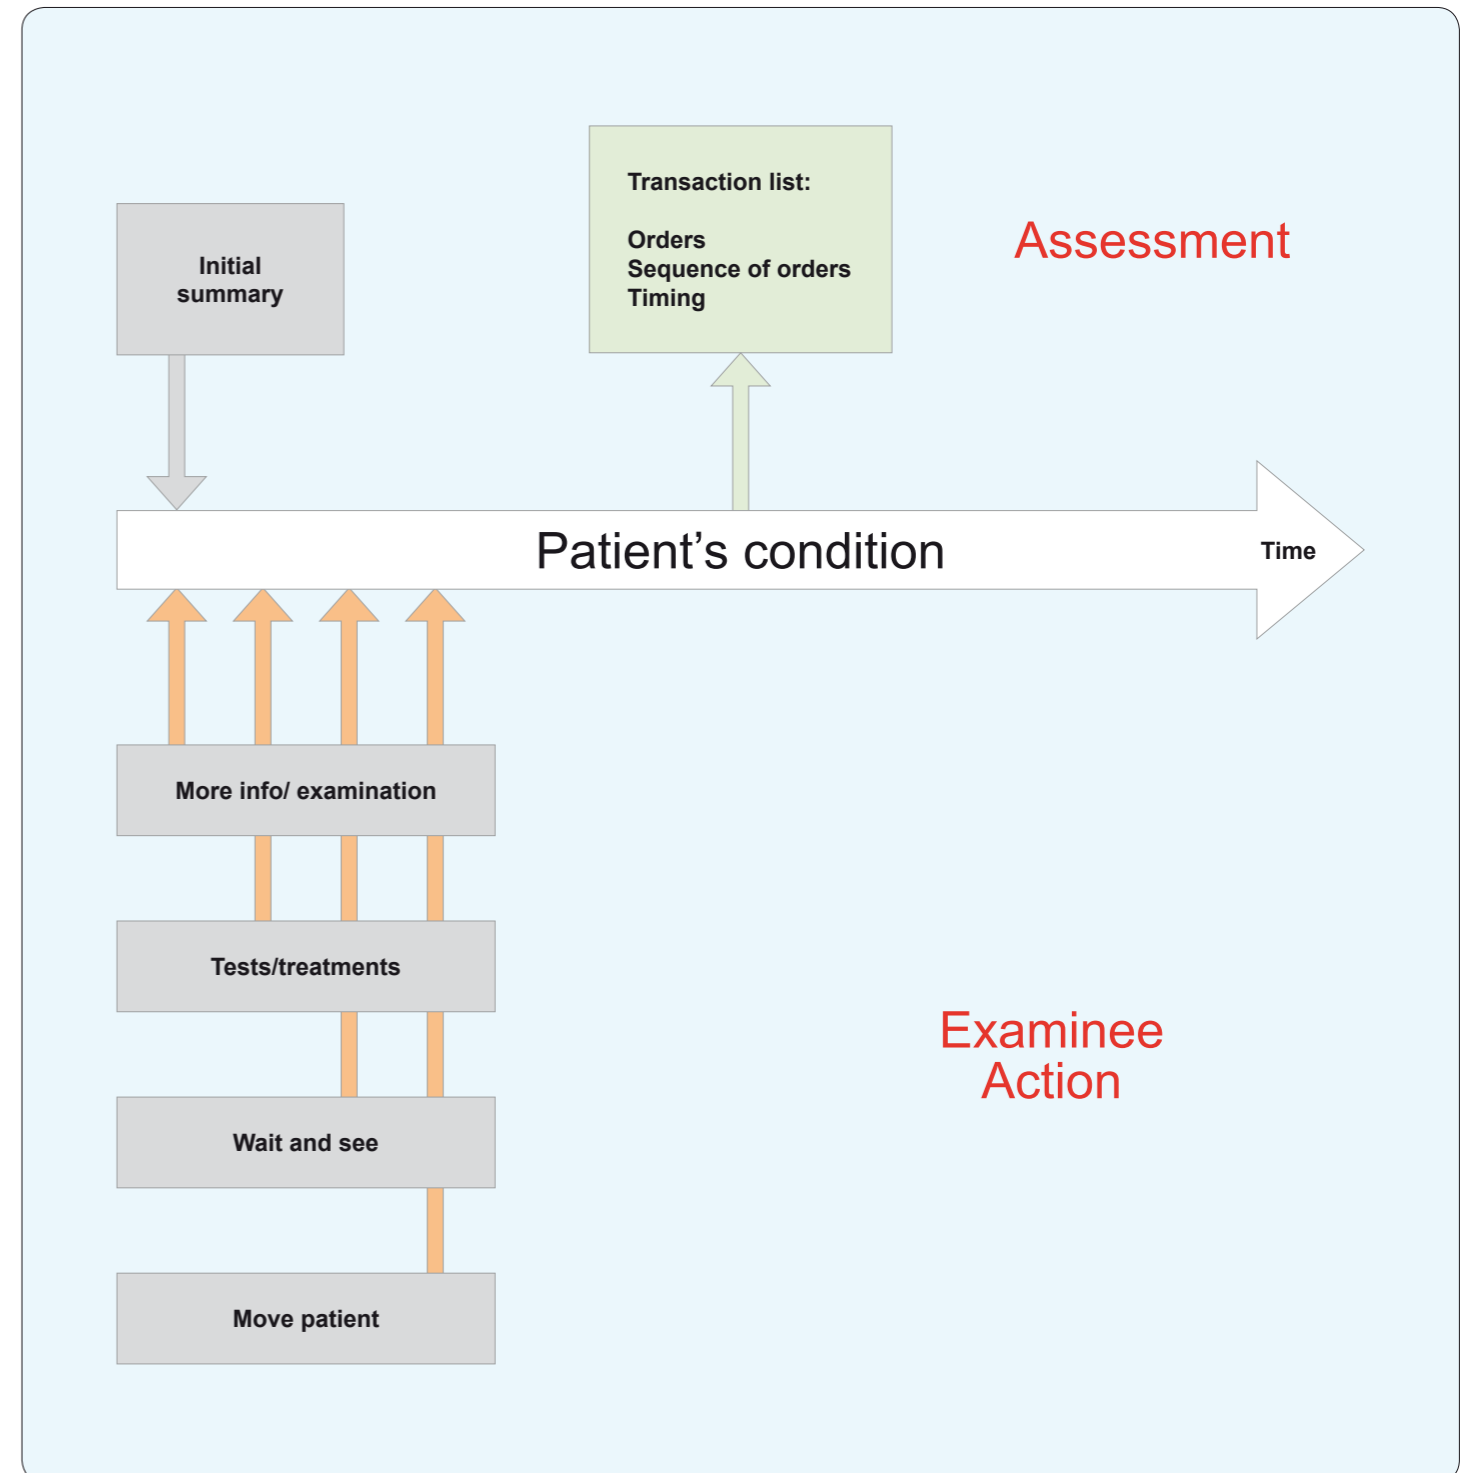 Transaction list:
Initial
summary
Orders
Sequence of orders
Timing
Assessment
Patient’s condition
Time
More info/ examination
Tests/treatments
Examinee
Action
Wait and see
Move patient